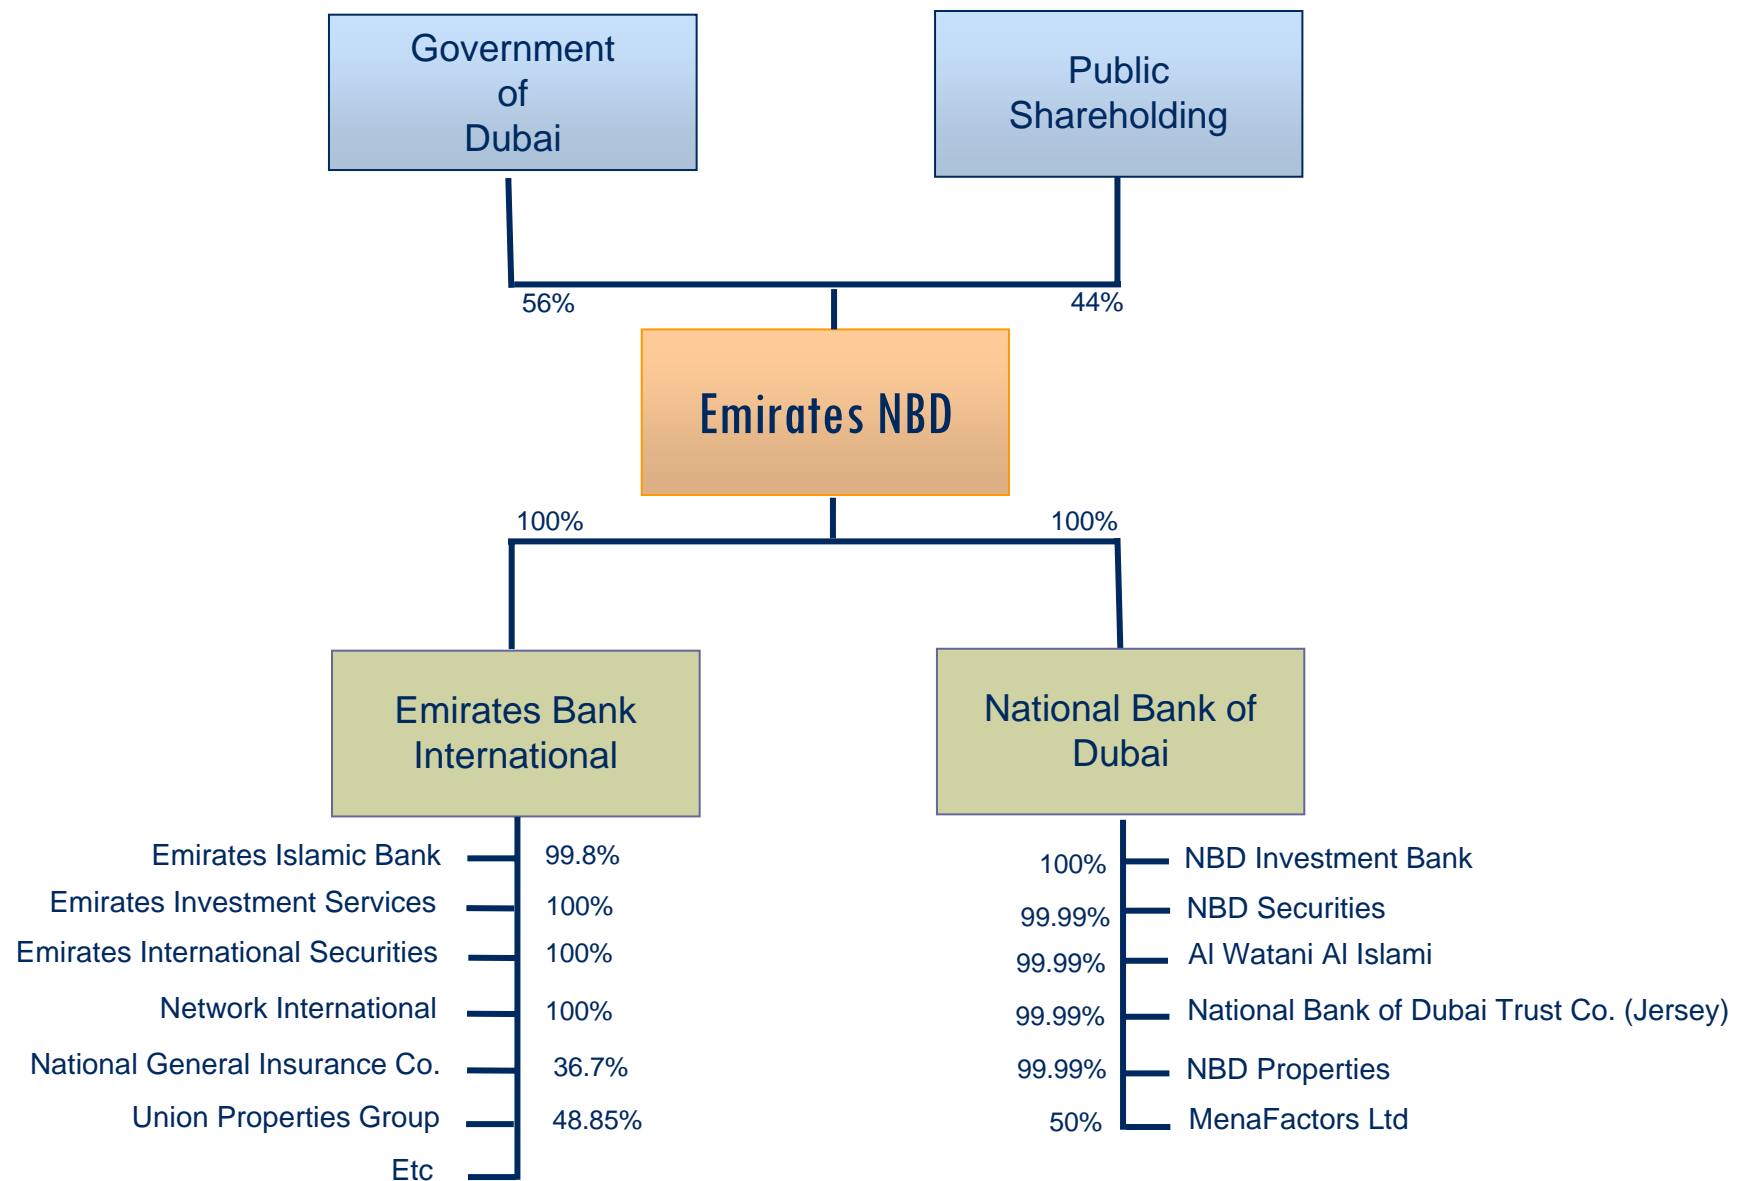 Government
of
Dubai
Public
Shareholding
56%
44%
Emirates NBD
100%
100%
Emirates Bank
International
National Bank of
Dubai
Emirates Islamic Bank 99.8%
Emirates Investment Services 100%
Emirates International Securities 100%
Network International 100%
National General Insurance Co. 36.7%
Union Properties Group 48.85%
Etc
100% NBD Investment Bank
99.99% NBD Securities
99.99% Al Watani Al Islami
99.99% National Bank of Dubai Trust Co. (Jersey)
99.99% NBD Properties
50% MenaFactors Ltd